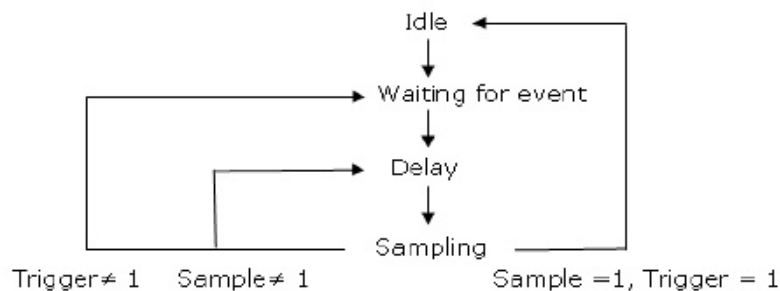 Idle
Waiting for event
Delay
Sampling
Trigger≠ 1
Sample≠ 1
Sample =1, Trigger = 1